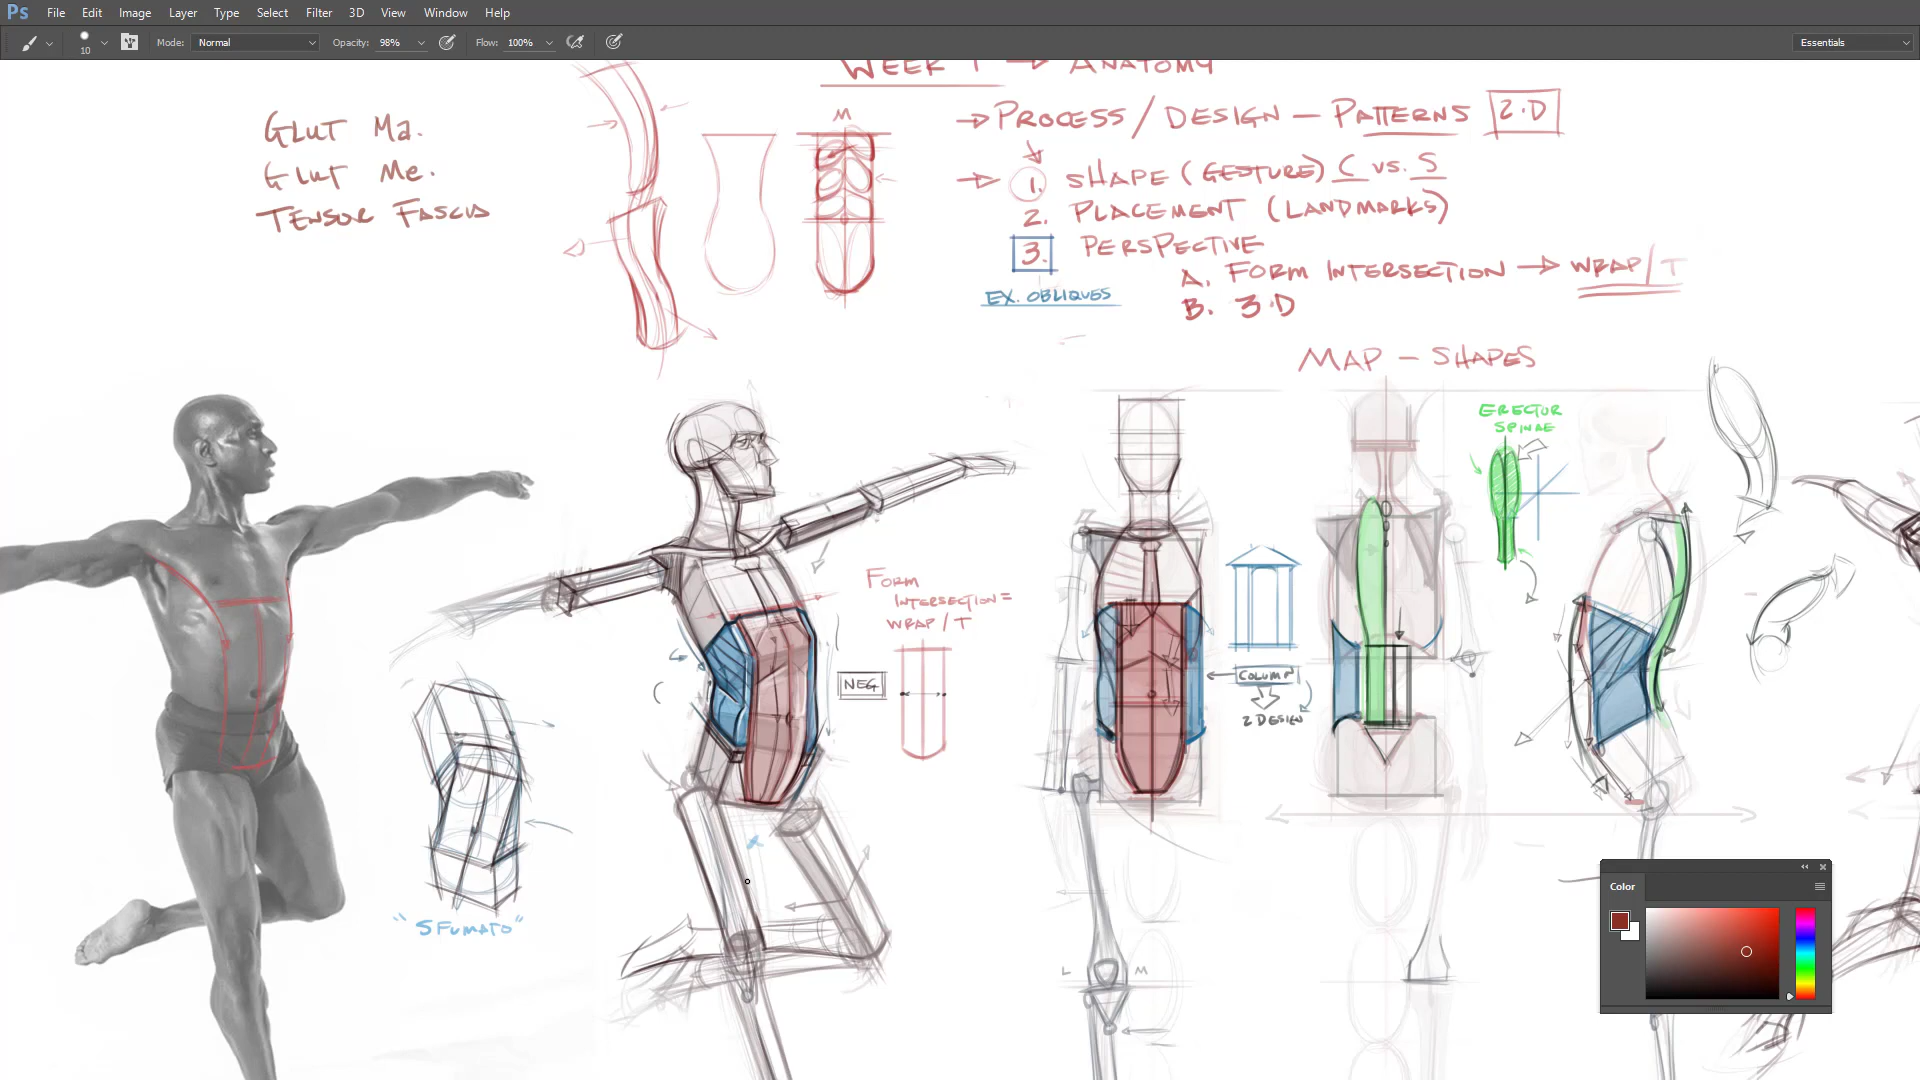 Ps File Edit Image Layer Type Select Filter 3D View Window Help
10 Mode: Normal Opacity: 98% Flow: 100% Essentials
WEEK 1 → ANATOMY
GLUT MA.
GLUT ME.
TENSOR FASCIA
M
→ PROCESS / DESIGN — PATTERNS 2·D
→ 1. SHAPE (GESTURE) C VS. S
2. PLACEMENT (LANDMARKS)
3. PERSPECTIVE
A. FORM INTERSECTION → WRAP/T
B. 3·D
EX. OBLIQUES
MAP — SHAPES
ERECTOR
SPINAE
FORM
INTERSECTION =
WRAP/T
NEG
COLUMN
2 DESIGN
"SFUMATO"
L M
Color